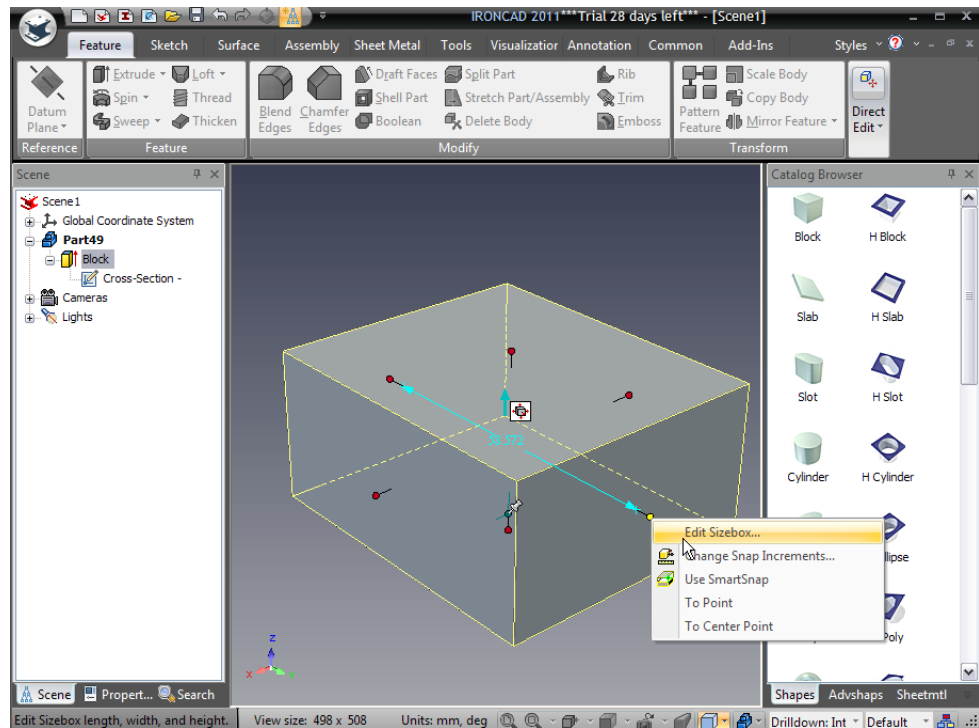 IRONCAD 2011***Trial 28 days left*** - [Scene1]
Feature Sketch Surface Assembly Sheet Metal Tools Visualization Annotation Common Add-Ins Styles
Extrude Loft Draft Faces Split Part Rib Scale Body
Spin Thread Shell Part Stretch Part/Assembly Trim Copy Body
Sweep Thicken Boolean Delete Body Emboss Mirror Feature
Datum Plane
Blend Edges
Chamfer Edges
Pattern Feature
Direct Edit
Reference Feature Modify Transform
Scene
Catalog Browser
Scene1
Global Coordinate System
Part49
Block
Cross-Section -
Cameras
Lights
Block H Block
Slab H Slab
Slot H Slot
Cylinder H Cylinder
Edit Sizebox...
Change Snap Increments...
Use SmartSnap
To Point
To Center Point
z
x
Scene Propert... Search
Shapes Advshaps Sheetmtl
Edit Sizebox length, width, and height. View size: 498 x 508 Units: mm, deg Drilldown: Int Default